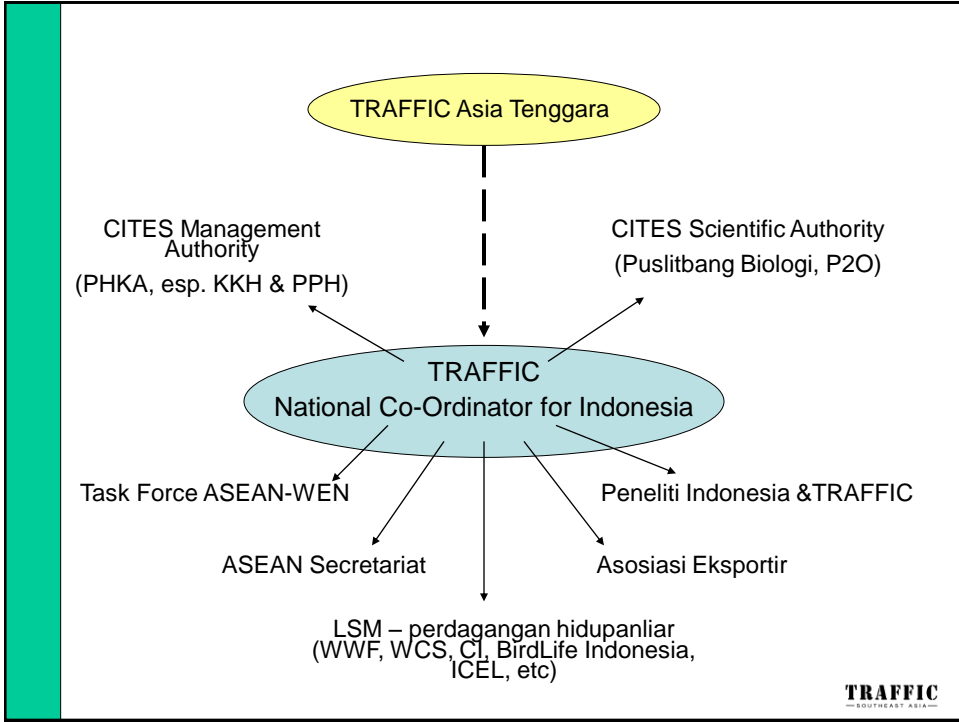 TRAFFIC Asia Tenggara
CITES Management
Authority
(PHKA, esp. KKH & PPH)
CITES Scientific Authority
(Puslitbang Biologi, P2O)
TRAFFIC
National Co-Ordinator for Indonesia
Task Force ASEAN-WEN
Peneliti Indonesia &TRAFFIC
ASEAN Secretariat
Asosiasi Eksportir
LSM – perdagangan hidupanliar
(WWF, WCS, CI, BirdLife Indonesia,
ICEL, etc)
TRAFFIC
—SOUTHEAST ASIA—